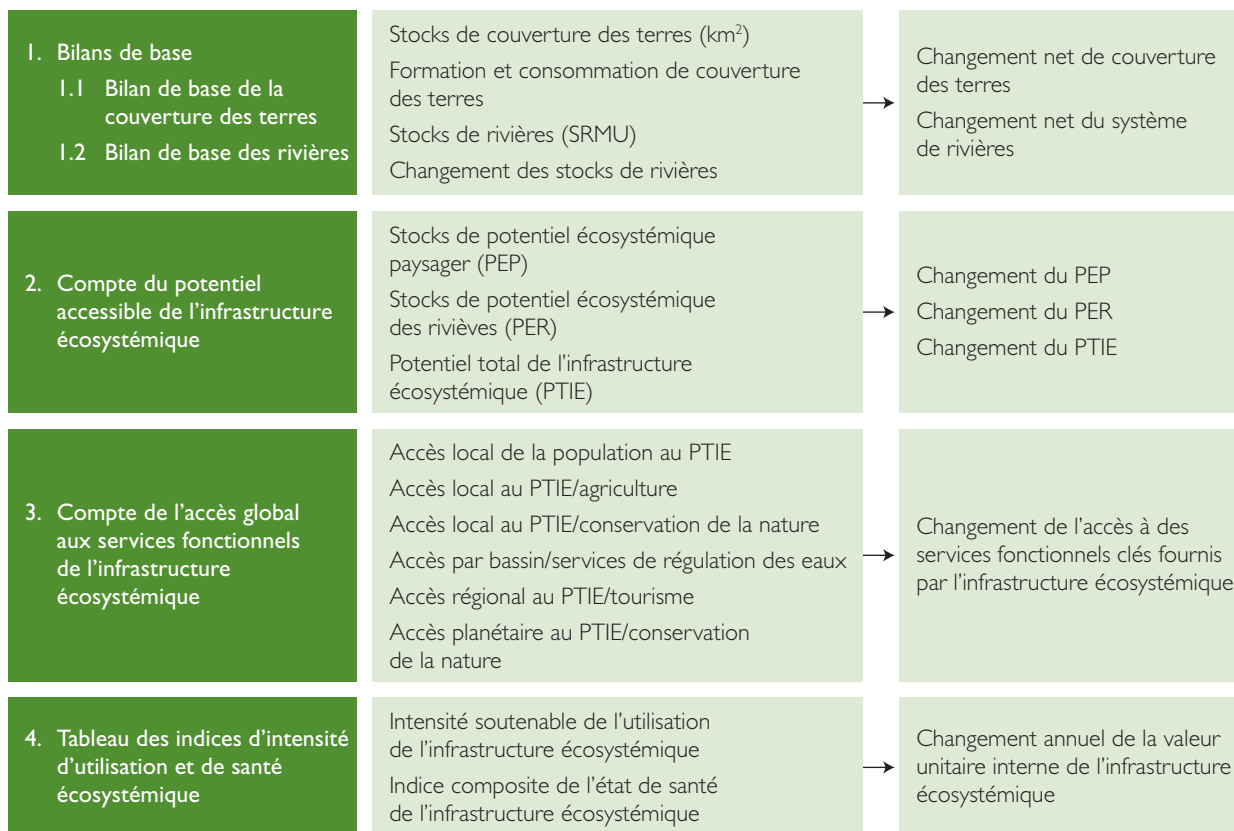 1. Bilans de base
1.1 Bilan de base de la
couverture des terres
1.2 Bilan de base des rivières
Stocks de couverture des terres (km²)
Formation et consommation de couverture
des terres
Stocks de rivières (SRMU)
Changement des stocks de rivières
Changement net de couverture
des terres
Changement net du système
de rivières
2. Compte du potentiel
accessible de l’infrastructure
écosystémique
Stocks de potentiel écosystémique
paysager (PEP)
Stocks de potentiel écosystémique
des rivièves (PER)
Potentiel total de l’infrastructure
écosystémique (PTIE)
Changement du PEP
Changement du PER
Changement du PTIE
3. Compte de l’accès global
aux services fonctionnels
de l’infrastructure
écosystémique
Accès local de la population au PTIE
Accès local au PTIE/agriculture
Accès local au PTIE/conservation de la nature
Accès par bassin/services de régulation des eaux
Accès régional au PTIE/tourisme
Accès planétaire au PTIE/conservation
de la nature
Changement de l’accès à des
services fonctionnels clés fournis
par l’infrastructure écosystémique
4. Tableau des indices d’intensité
d’utilisation et de santé
écosystémique
Intensité soutenable de l’utilisation
de l’infrastructure écosystémique
Indice composite de l’état de santé
de l’infrastructure écosystémique
Changement annuel de la valeur
unitaire interne de l’infrastructure
écosystémique